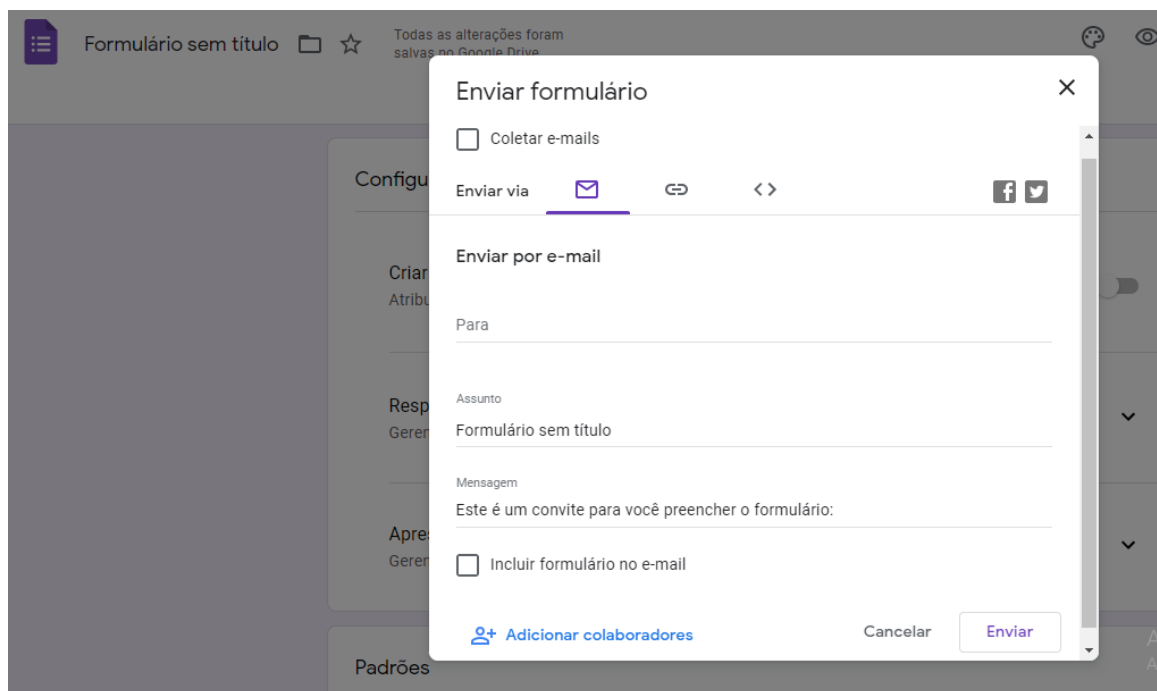 Formulário sem título
Todas as alterações foram
salvas no Google Drive
Enviar formulário
Coletar e-mails
Configu
Enviar via
Enviar por e-mail
Criar
Atribu
Para
Assunto
Resp
Formulário sem título
Geren
Mensagem
Este é um convite para você preencher o formulário:
Apre
Geren
Incluir formulário no e-mail
Adicionar colaboradores
Cancelar
Enviar
Padrões